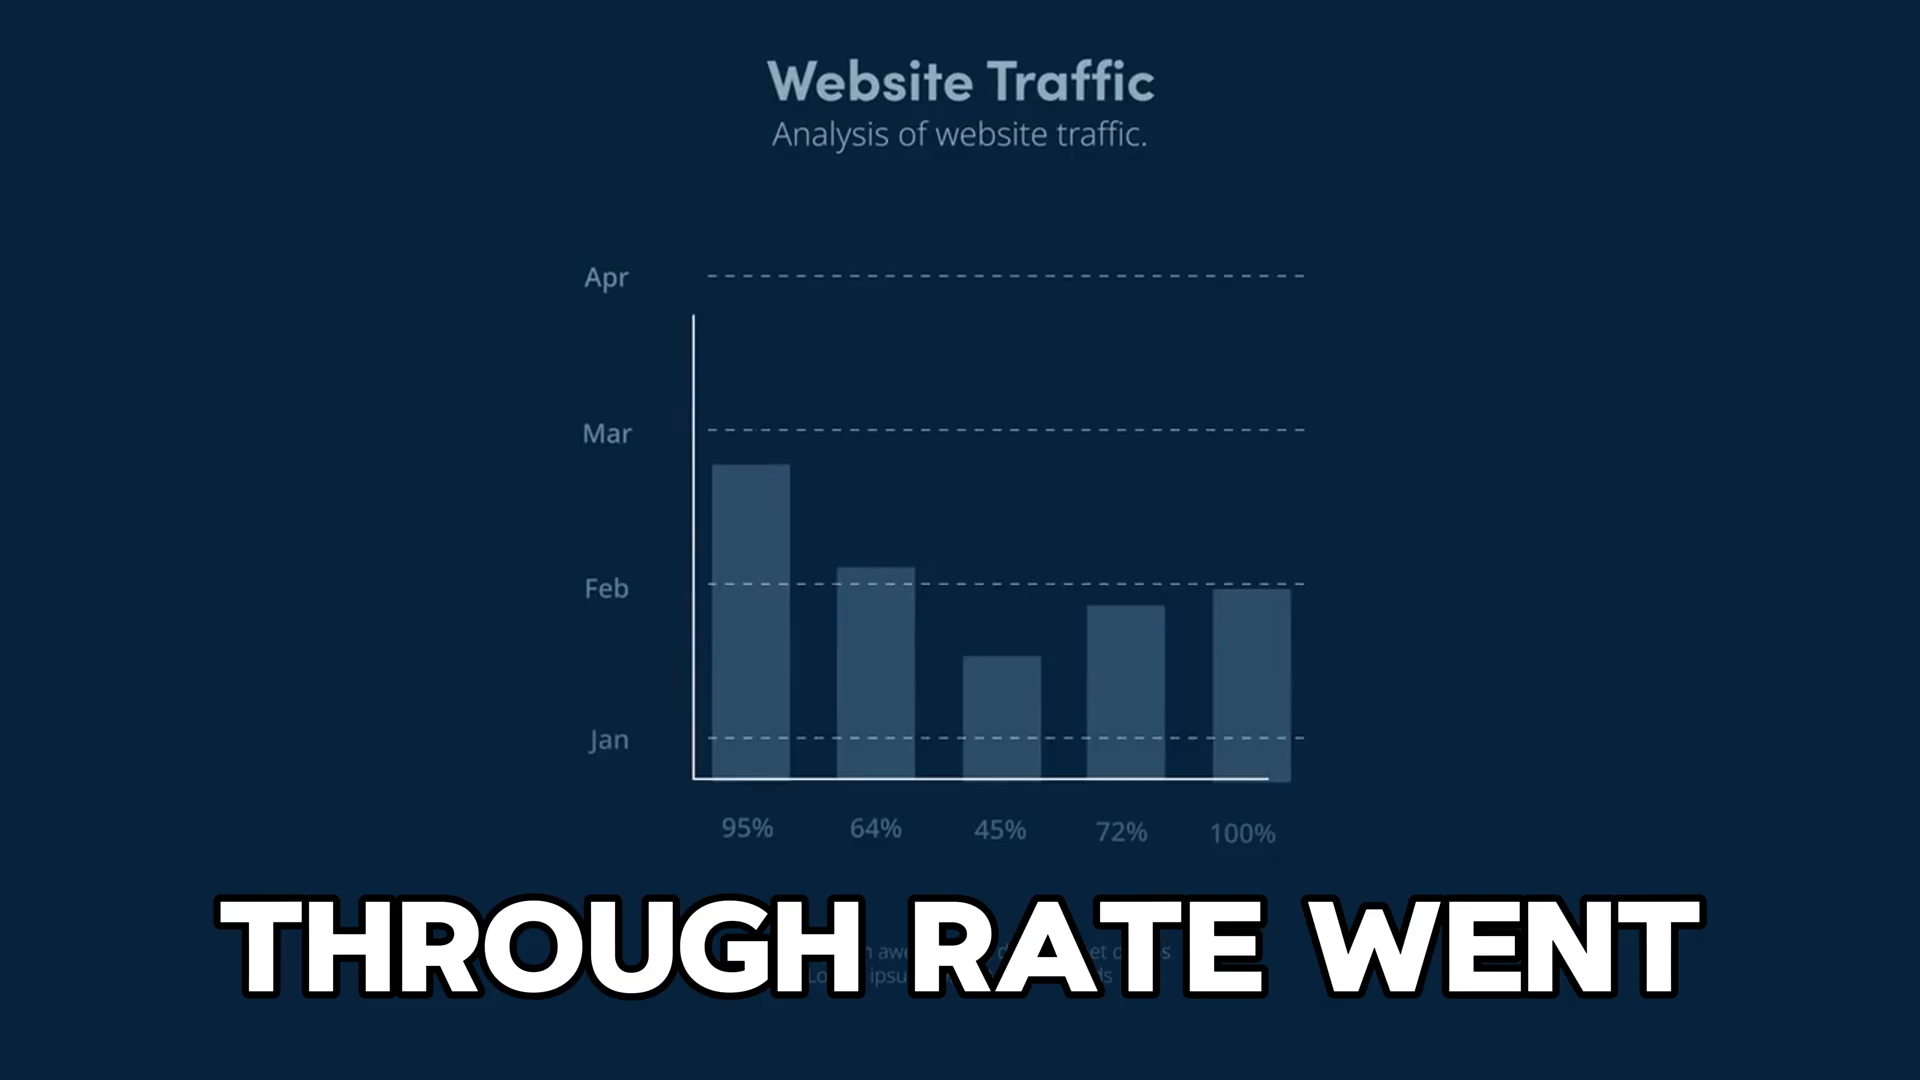 Website Traffic
Analysis of website traffic.
Apr
Mar
Feb
Jan
95% 64% 45% 72% 100%
THROUGH RATE WENT